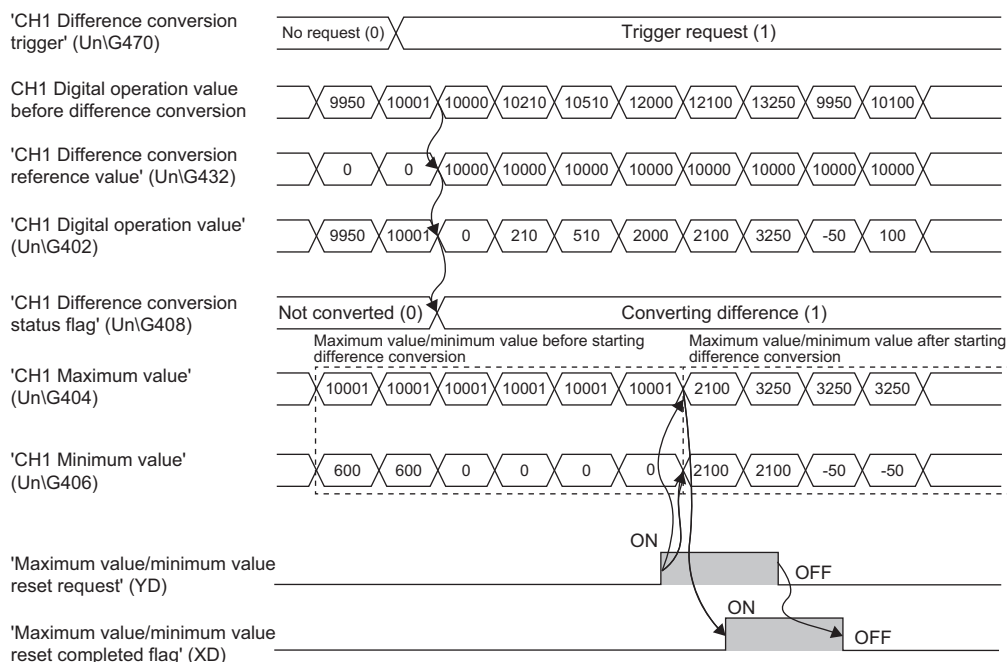 'CH1 Difference conversion
trigger' (Un\G470)
No request (0)
Trigger request (1)
CH1 Digital operation value
before difference conversion
9950 10001 10000 10210 10510 12000 12100 13250 9950 10100
'CH1 Difference conversion
reference value' (Un\G432)
0 0 10000 10000 10000 10000 10000 10000 10000 10000
'CH1 Digital operation value'
(Un\G402)
9950 10001 0 210 510 2000 2100 3250 -50 100
'CH1 Difference conversion
status flag' (Un\G408)
Not converted (0)
Converting difference (1)
Maximum value/minimum value before starting
difference conversion
Maximum value/minimum value after starting
difference conversion
'CH1 Maximum value'
(Un\G404)
10001 10001 10001 10001 10001 10001 2100 3250 3250 3250
'CH1 Minimum value'
(Un\G406)
600 600 0 0 0 0 2100 2100 -50 -50
'Maximum value/minimum value
reset request' (YD)
ON
OFF
'Maximum value/minimum value
reset completed flag' (XD)
ON
OFF